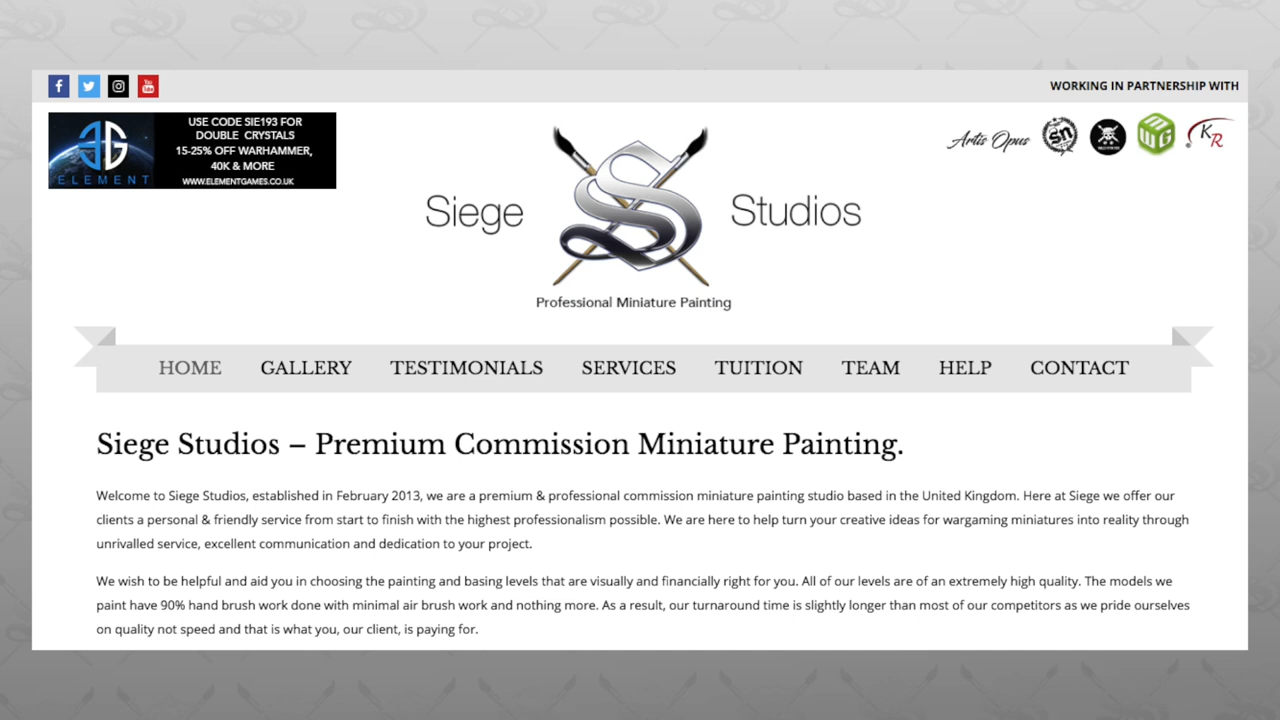 WORKING IN PARTNERSHIP WITH
USE CODE SIE193 FOR
DOUBLE CRYSTALS
15-25% OFF WARHAMMER,
40K & MORE
WWW.ELEMENTGAMES.CO.UK
ELEMENT
Artis Opus
sn
WG
KR
Siege Studios
Professional Miniature Painting
HOME GALLERY TESTIMONIALS SERVICES TUITION TEAM HELP CONTACT
Siege Studios – Premium Commission Miniature Painting.
Welcome to Siege Studios, established in February 2013, we are a premium & professional commission miniature painting studio based in the United Kingdom. Here at Siege we offer our
clients a personal & friendly service from start to finish with the highest professionalism possible. We are here to help turn your creative ideas for wargaming miniatures into reality through
unrivalled service, excellent communication and dedication to your project.
We wish to be helpful and aid you in choosing the painting and basing levels that are visually and financially right for you. All of our levels are of an extremely high quality. The models we
paint have 90% hand brush work done with minimal air brush work and nothing more. As a result, our turnaround time is slightly longer than most of our competitors as we pride ourselves
on quality not speed and that is what you, our client, is paying for.